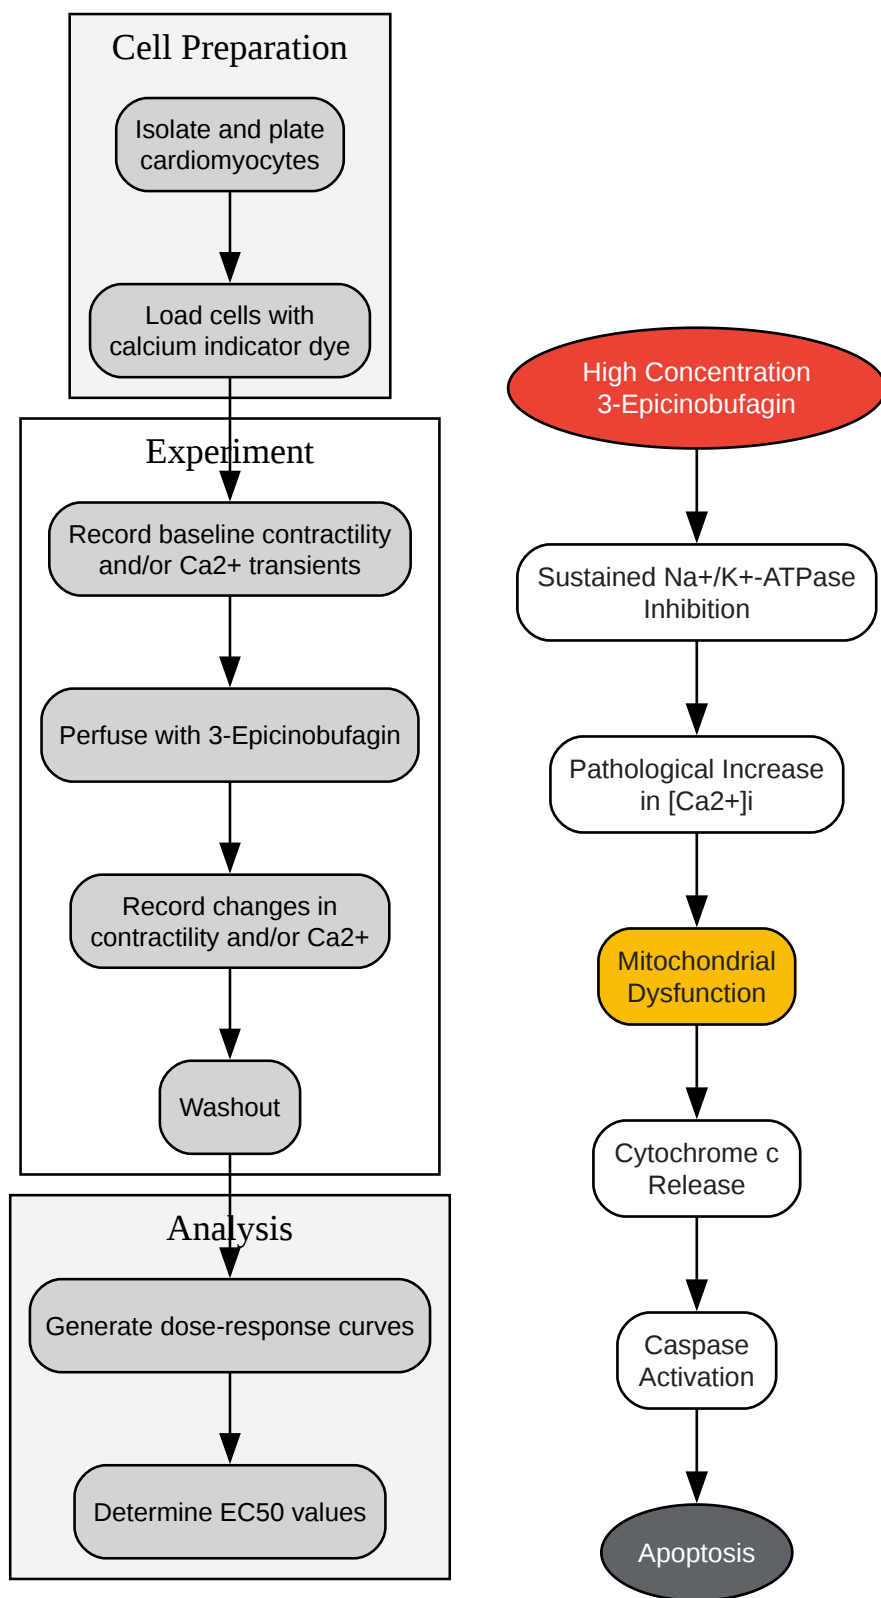 Cell Preparation
Isolate and plate
cardiomyocytes
Load cells with
calcium indicator dye
Experiment
Record baseline contractility
and/or Ca2+ transients
Perfuse with 3-Epicinobufagin
Record changes in
contractility and/or Ca2+
Washout
Analysis
Generate dose-response curves
Determine EC50 values
High Concentration
3-Epicinobufagin
Sustained Na+/K+-ATPase
Inhibition
Pathological Increase
in [Ca2+]i
Mitochondrial
Dysfunction
Cytochrome c
Release
Caspase
Activation
Apoptosis